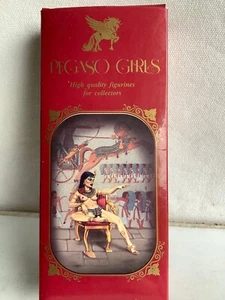 PEGASO GIRLS
High quality figurines
for collectors